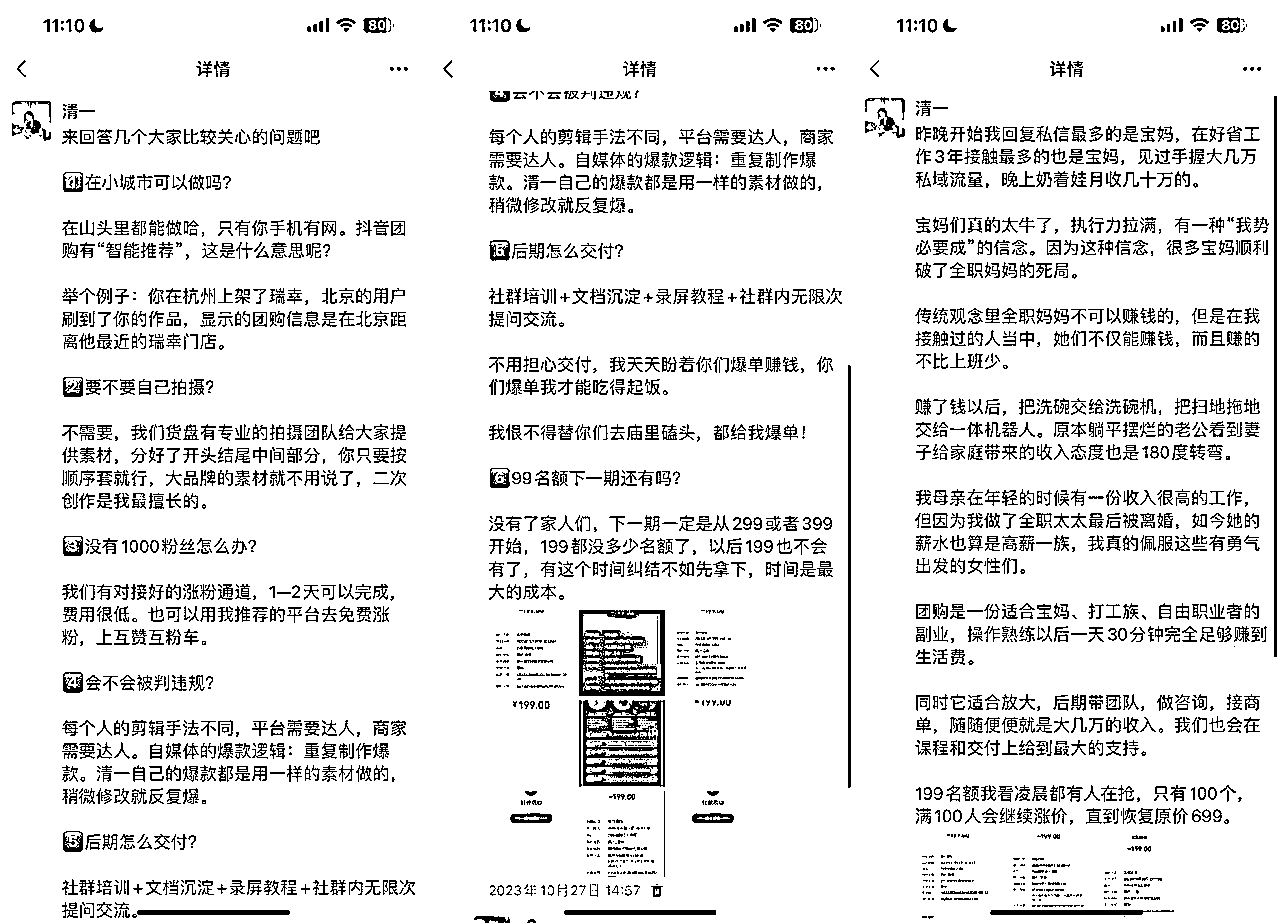 11:10
80
详情
清一
来回答几个大家比较关心的问题吧
1在小城市可以做吗?
在山头里都能做哈，只有你手机有网。抖音团
购有“智能推荐”，这是什么意思呢?
举个例子：你在杭州上架了瑞幸，北京的用户
刷到了你的作品，显示的团购信息是在北京距
离他最近的瑞幸门店。
2要不要自己拍摄?
不需要，我们货盘有专业的拍摄团队给大家提
供素材，分好了开头结尾中间部分，你只要按
顺序套就行，大品牌的素材就不用说了，二次
创作是我最擅长的。
3没有1000粉丝怎么办?
我们有对接好的涨粉通道，1—2天可以完成，
费用很低。也可以用我推荐的平台去免费涨
粉，上互赞互粉车。
4会不会被判违规?
每个人的剪辑手法不同，平台需要达人，商家
需要达人。自媒体的爆款逻辑：重复制作爆
款。清一自己的爆款都是用一样的素材做的，
稍微修改就反复爆。
5后期怎么交付?
社群培训+文档沉淀+录屏教程+社群内无限次
提问交流。
11:10
80
详情
4会不会被判违规?
每个人的剪辑手法不同，平台需要达人，商家
需要达人。自媒体的爆款逻辑：重复制作爆
款。清一自己的爆款都是用一样的素材做的，
稍微修改就反复爆。
5后期怎么交付?
社群培训+文档沉淀+录屏教程+社群内无限次
提问交流。
不用担心交付，我天天盼着你们爆单赚钱，你
们爆单我才能吃得起饭。
我恨不得替你们去庙里磕头，都给我爆单!
699名额下一期还有吗?
没有了家人们，下一期一定是从299或者399
开始，199都没多少名额了，以后199也不会
有了，有这个时间纠结不如先拿下，时间是最
大的成本。
¥199.00
-199.00
-199.00
2023年10月27日 14:57
11:10
80
详情
清一
昨晚开始我回复私信最多的是宝妈，在好省工
作3年接触最多的也是宝妈，见过手握大几万
私域流量，晚上奶着娃月收几十万的。
宝妈们真的太牛了，执行力拉满，有一种“我势
必要成”的信念。因为这种信念，很多宝妈顺利
破了全职妈妈的死局。
传统观念里全职妈妈不可以赚钱的，但是在我
接触过的人当中，她们不仅能赚钱，而且赚的
不比上班少。
赚了钱以后，把洗碗交给洗碗机，把扫地拖地
交给一体机器人。原本躺平摆烂的老公看到妻
子给家庭带来的收入态度也是180度转弯。
我母亲在年轻的时候有一份收入很高的工作，
但因为我做了全职太太最后被离婚，如今她的
薪水也算是高薪一族，我真的佩服这些有勇气
出发的女性们。
团购是一份适合宝妈、打工族、自由职业者的
副业，操作熟练以后一天30分钟完全足够赚到
生活费。
同时它适合放大，后期带团队，做咨询，接商
单，随随便便就是大几万的收入。我们也会在
课程和交付上给到最大的支持。
199名额我看凌晨都有人在抢，只有100个，
满100人会继续涨价，直到恢复原价699。
-199.00
-199.00